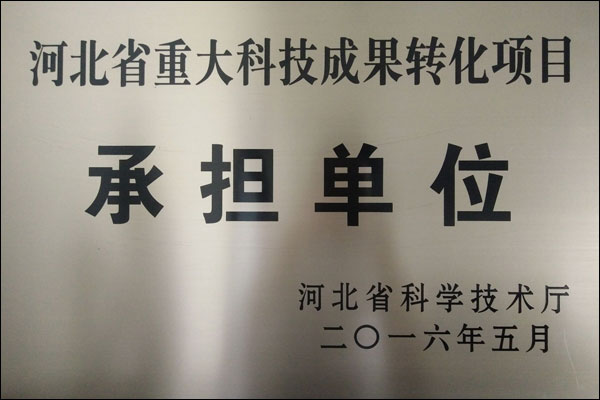 河北省重大科技成果转化项目
承担单位
河北省科学技术厅
二〇一六年五月